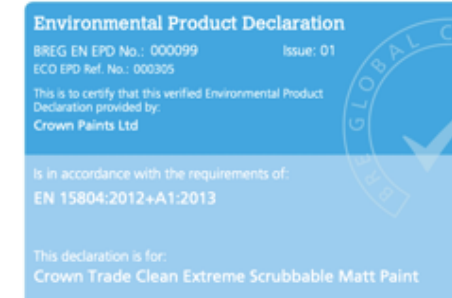 Environmental Product Declaration
BREG EN EPD No.: 000099 Issue: 01
ECO EPD Ref. No.: 000305
This is to certify that this verified Environmental Product
Declaration provided by:
Crown Paints Ltd
BREGLOBAL C
Is in accordance with the requirements of:
EN 15804:2012+A1:2013
This declaration is for:
Crown Trade Clean Extreme Scrubbable Matt Paint